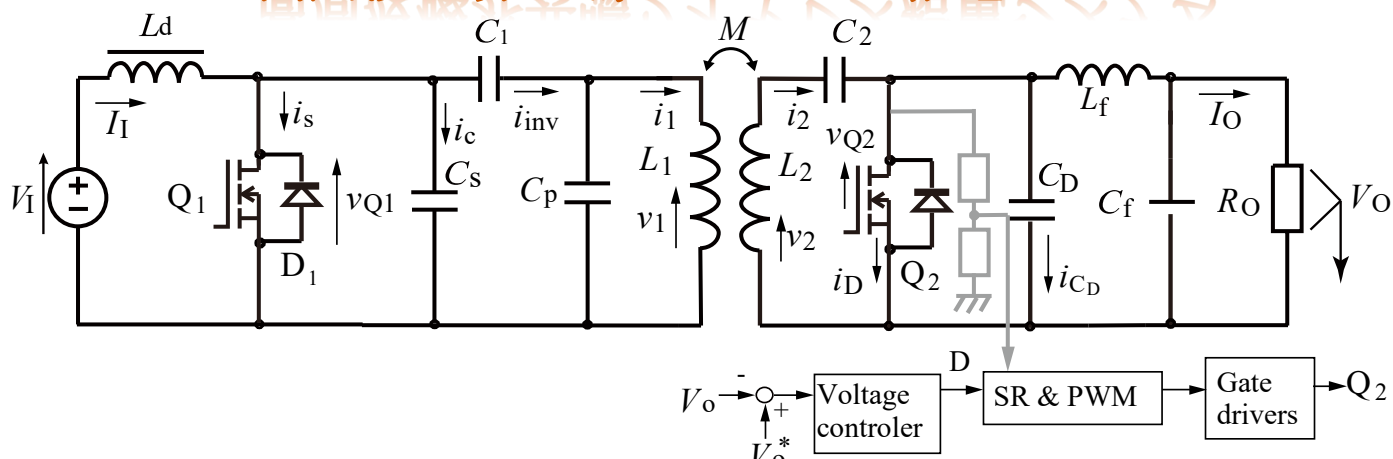 Ld
C1
M
C2
II
is
ic
iinv
i1
i2
vQ2
Lf
IO
VI
Q1
vQ1
Cs
Cp
L1
L2
CD
Cf
RO
VO
v1
v2
D1
iD
Q2
iCD
D
Vo
-
+
Vo*
Voltage
controler
SR & PWM
Gate
drivers
Q2